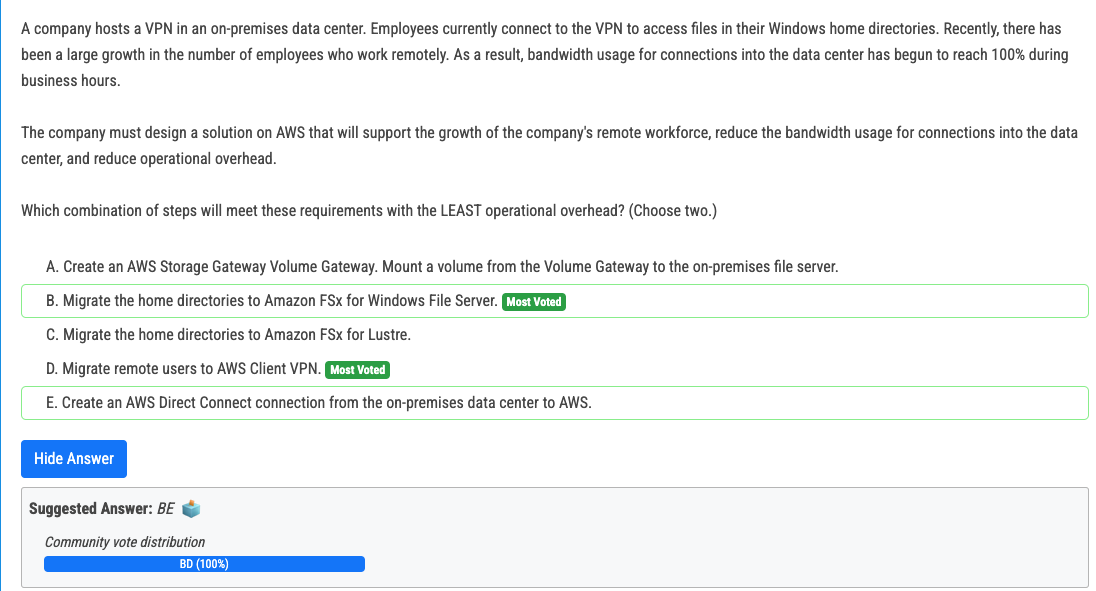 A company hosts a VPN in an on-premises data center. Employees currently connect to the VPN to access files in their Windows home directories. Recently, there has
been a large growth in the number of employees who work remotely. As a result, bandwidth usage for connections into the data center has begun to reach 100% during
business hours.
The company must design a solution on AWS that will support the growth of the company's remote workforce, reduce the bandwidth usage for connections into the data
center, and reduce operational overhead.
Which combination of steps will meet these requirements with the LEAST operational overhead? (Choose two.)
A. Create an AWS Storage Gateway Volume Gateway. Mount a volume from the Volume Gateway to the on-premises file server.
B. Migrate the home directories to Amazon FSx for Windows File Server. Most Voted
C. Migrate the home directories to Amazon FSx for Lustre.
D. Migrate remote users to AWS Client VPN. Most Voted
E. Create an AWS Direct Connect connection from the on-premises data center to AWS.
Hide Answer
Suggested Answer: BE
Community vote distribution
BD (100%)